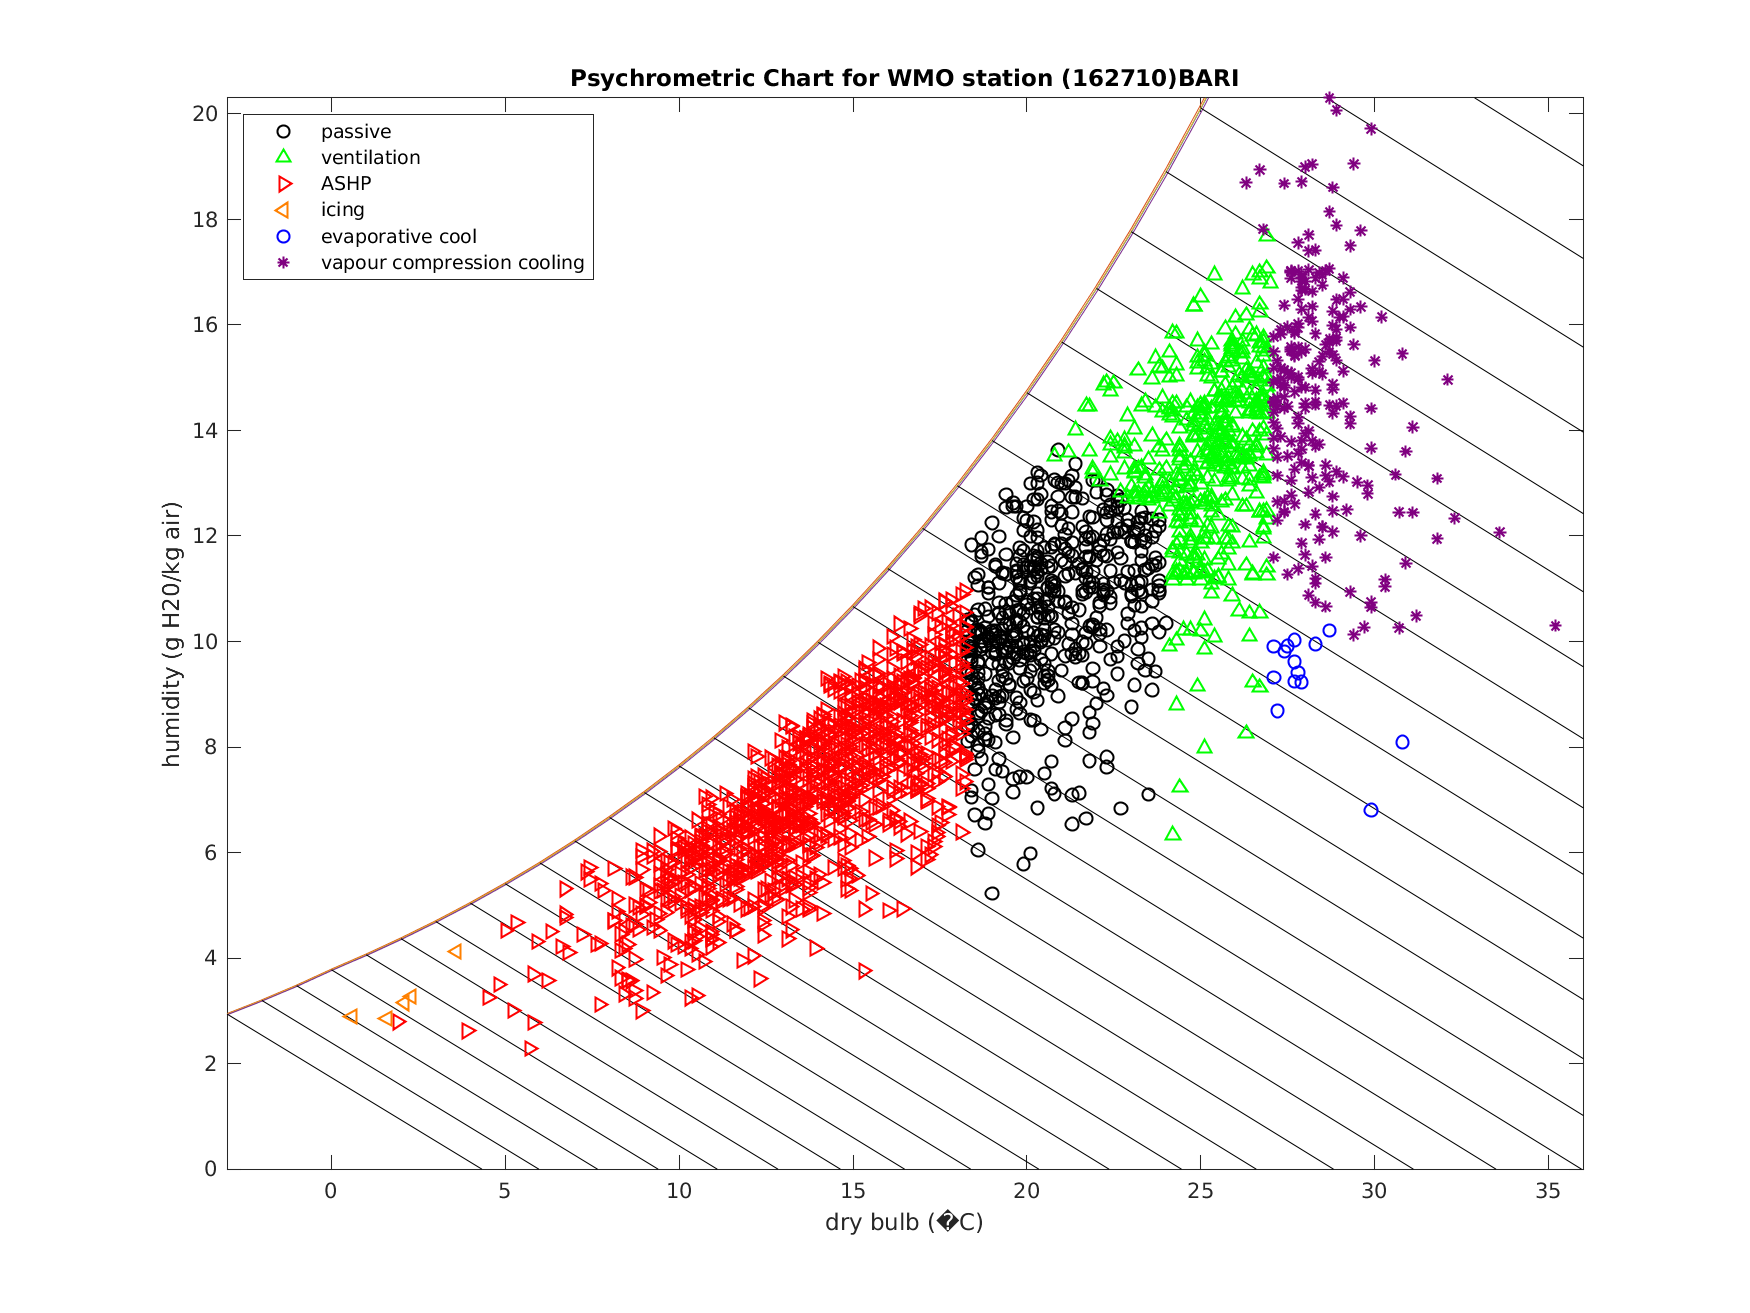 Psychrometric Chart for WMO station (162710)BARI
passive
ventilation
ASHP
icing
evaporative cool
vapour compression cooling
humidity (g H20/kg air)
20
18
16
14
12
10
8
6
4
2
0
0 5 10 15 20 25 30 35
dry bulb (�C)